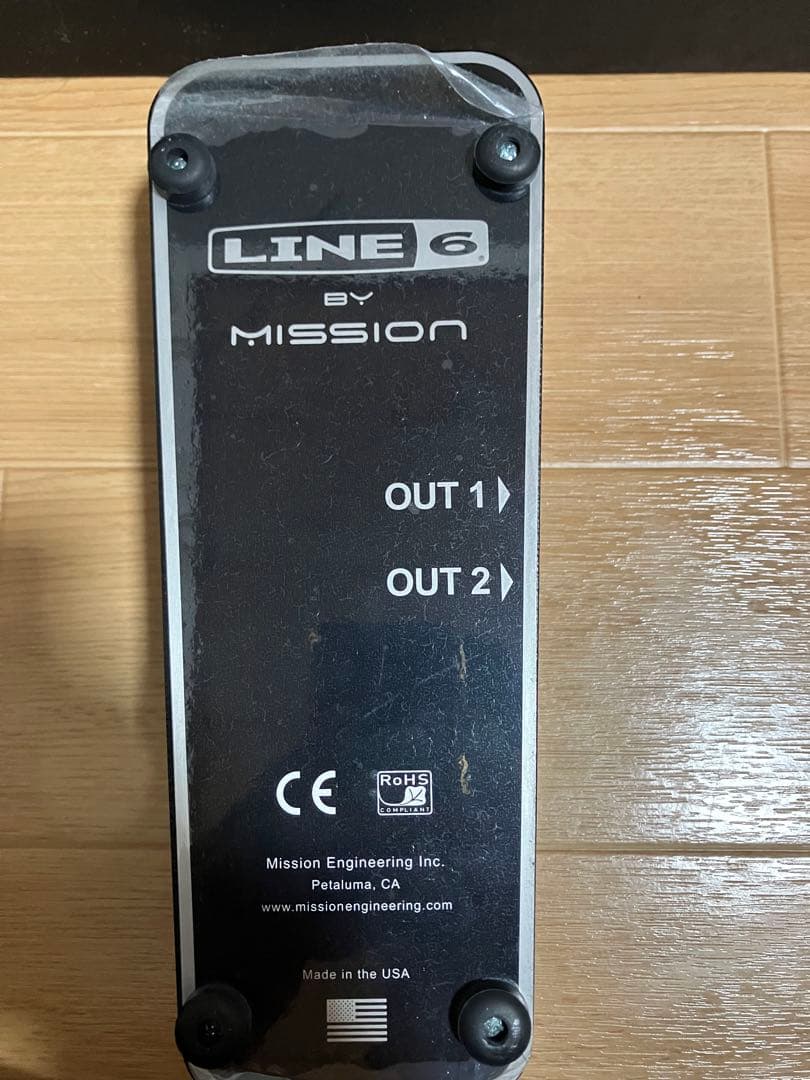 LINE 6
BY
MISSION
OUT 1
OUT 2
CE
RoHS
COMPLIANT
Mission Engineering Inc.
Petaluma, CA
www.missionengineering.com
Made in the USA